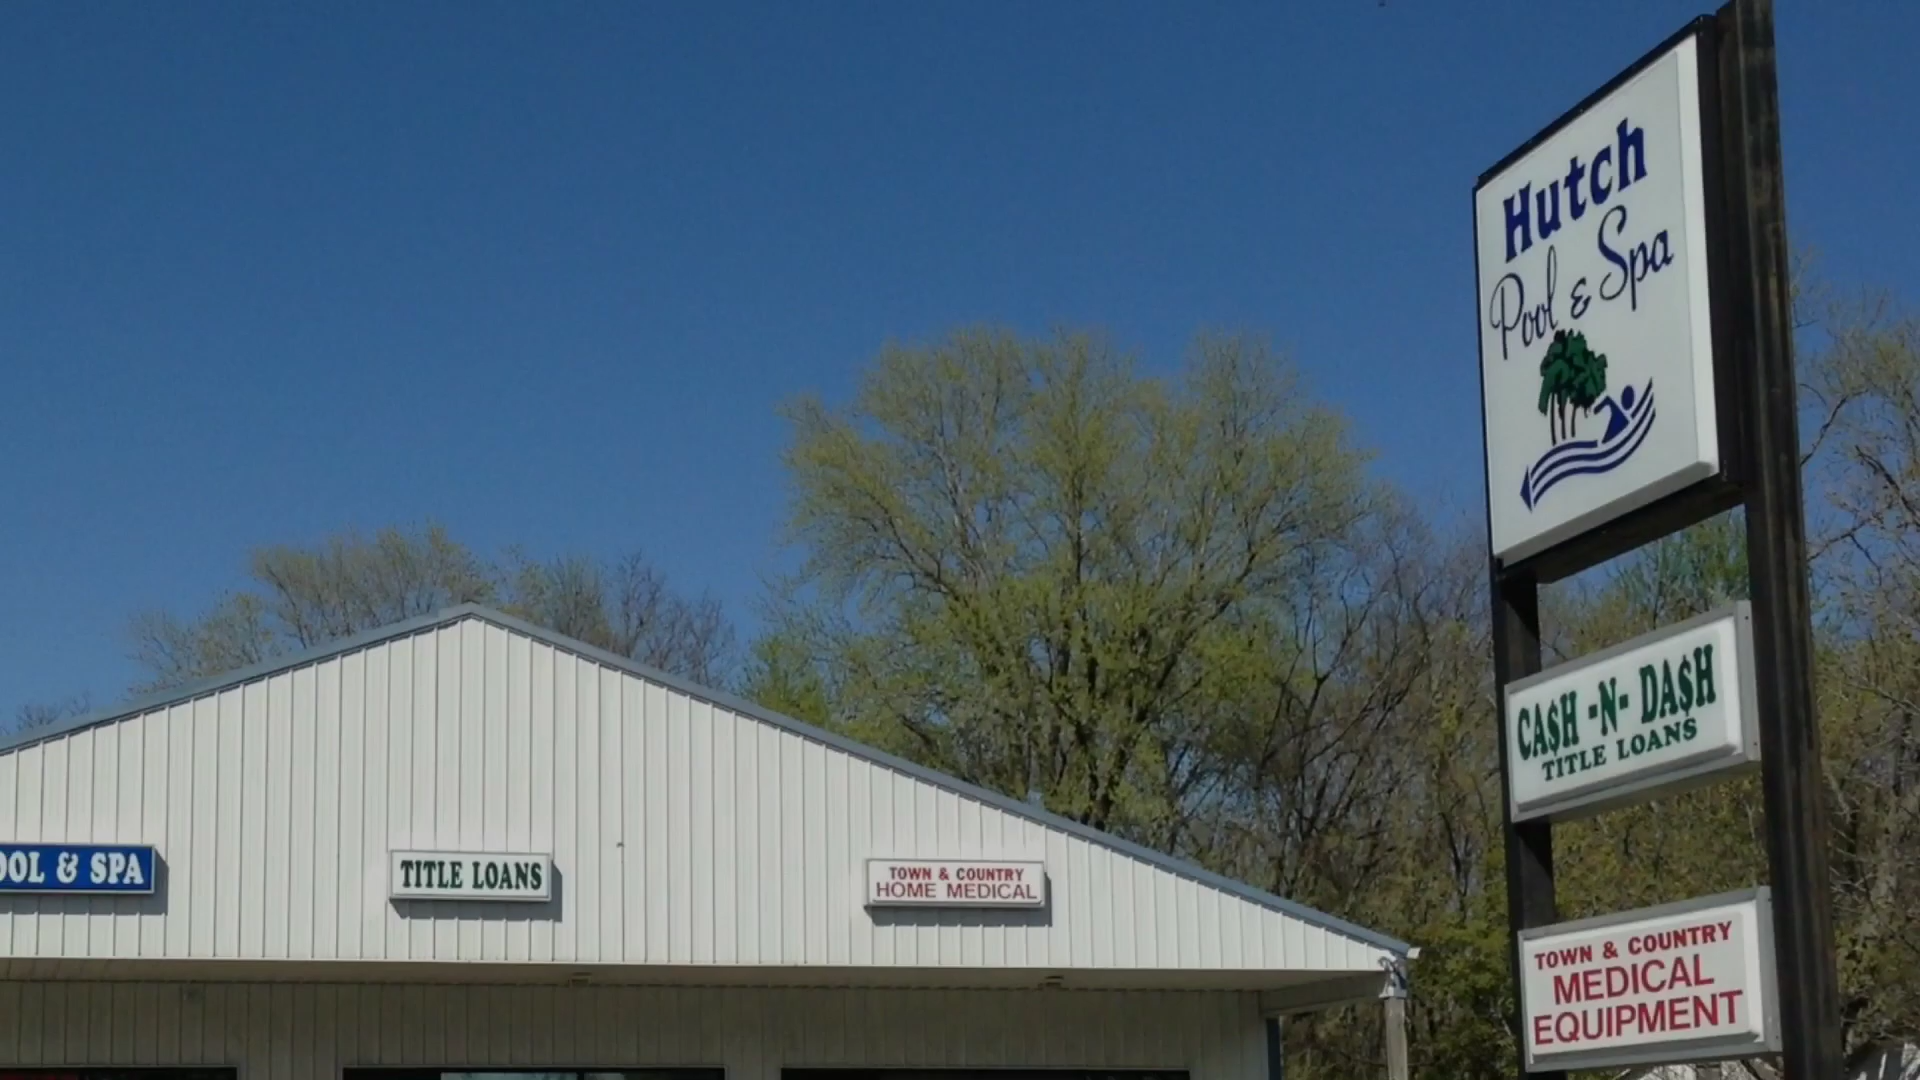 Hutch
Pool & Spa
CA$H -N- DA$H
TITLE LOANS
TOWN & COUNTRY
MEDICAL
EQUIPMENT
OOL & SPA
TITLE LOANS
TOWN & COUNTRY
HOME MEDICAL